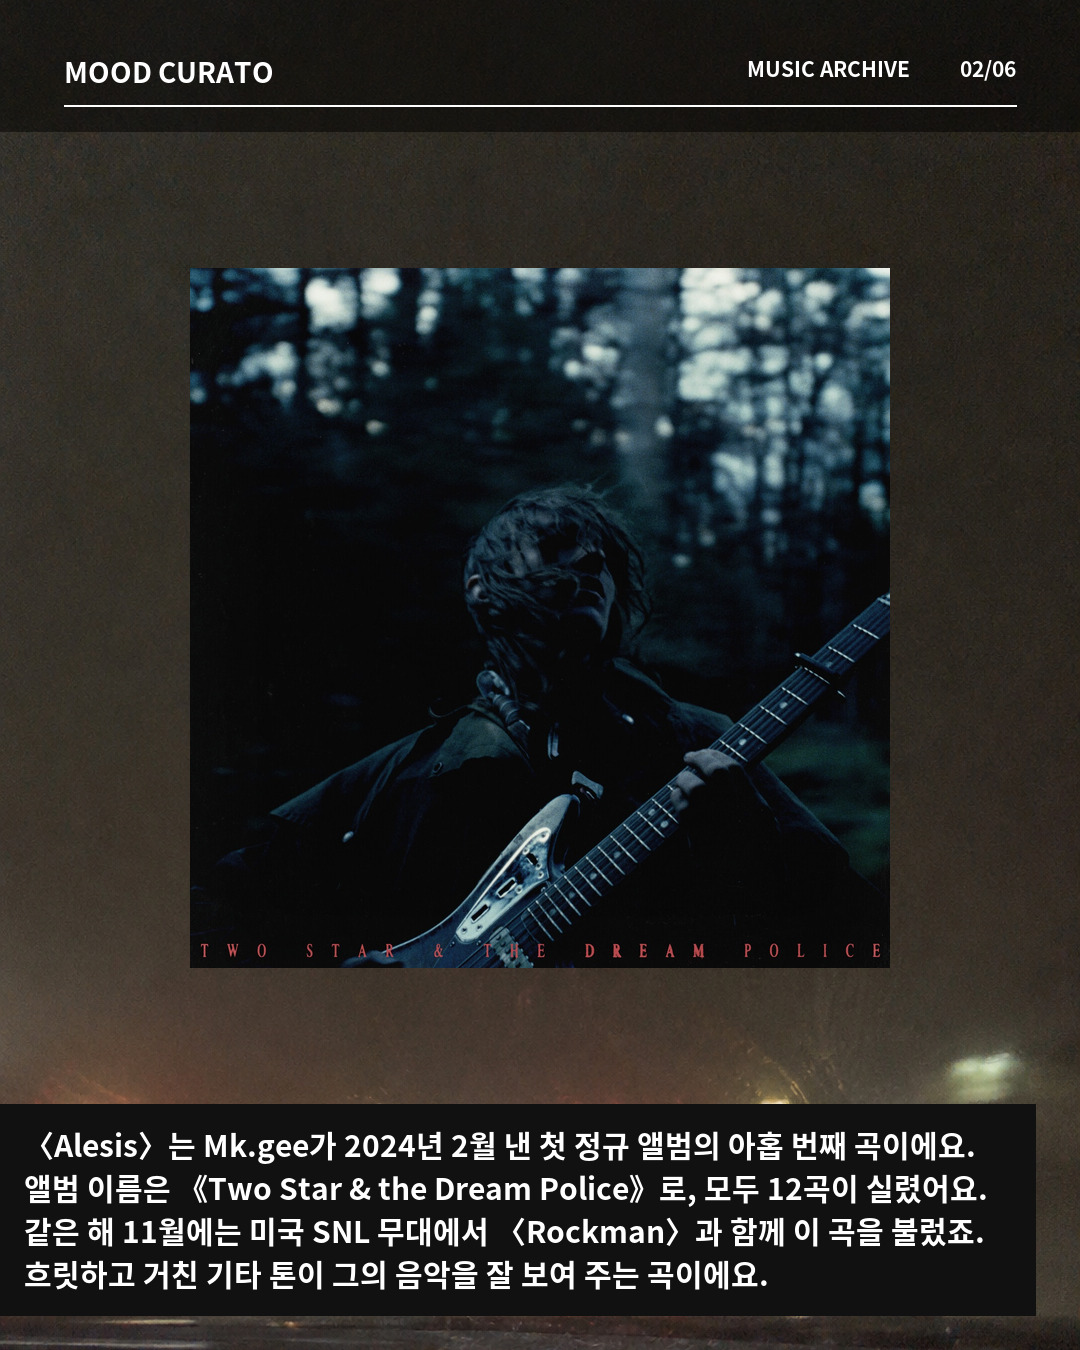 MOOD CURATO
MUSIC ARCHIVE 02/06
TWO STAR & THE DREAM POLICE
〈Alesis〉는 Mk.gee가 2024년 2월 낸 첫 정규 앨범의 아홉 번째 곡이에요.
앨범 이름은 《Two Star & the Dream Police》로, 모두 12곡이 실렸어요.
같은 해 11월에는 미국 SNL 무대에서 〈Rockman〉과 함께 이 곡을 불렀죠.
흐릿하고 거친 기타 톤이 그의 음악을 잘 보여 주는 곡이에요.